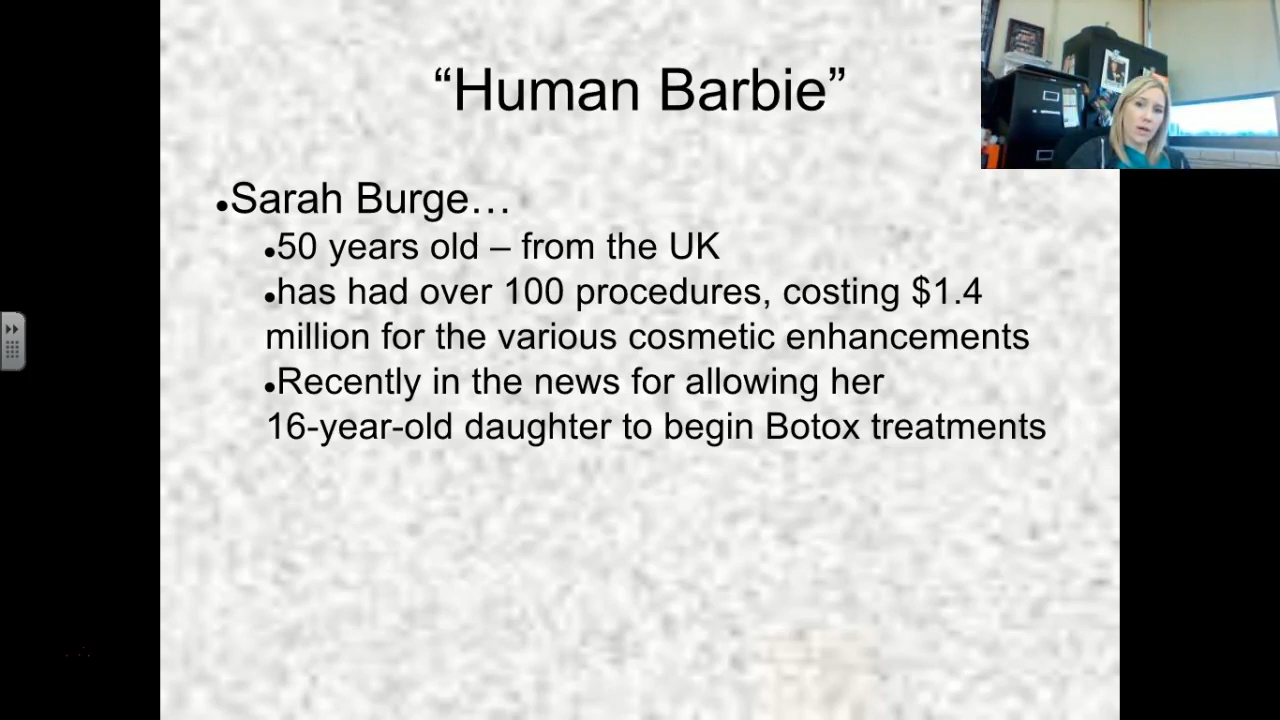 “Human Barbie”
•Sarah Burge…
•50 years old – from the UK
•has had over 100 procedures, costing $1.4
million for the various cosmetic enhancements
•Recently in the news for allowing her
16-year-old daughter to begin Botox treatments